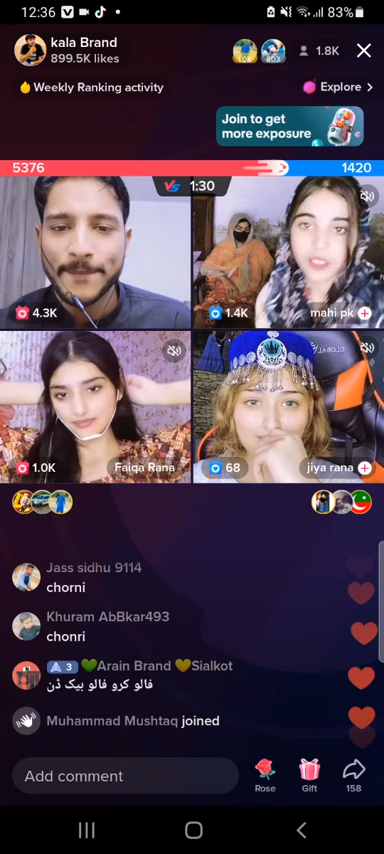 12:36
83%
kala Brand
899.5K likes
1.8K
Weekly Ranking activity
Explore
Join to get
more exposure
5376
VS 1:30
1420
4.3K
1.4K
mahi pk
1.0K
Faiqa Rana
68
jiya rana
Jass sidhu 9114
chorni
Khuram AbBkar493
chonri
3 💚Arain Brand 💛Sialkot
فالو کرو فالو بیک ڈن
Muhammad Mushtaq joined
Add comment
Rose
Gift
158